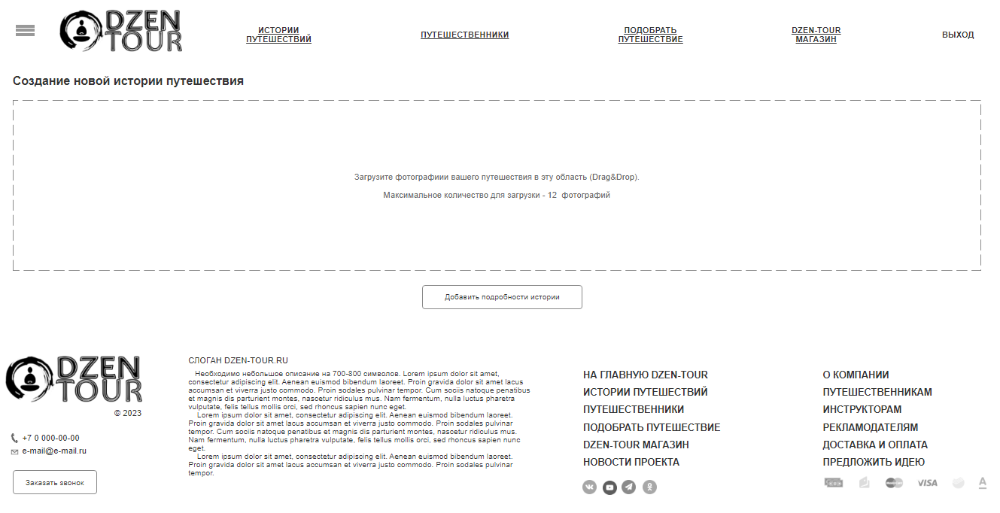 DZEN
TOUR
ИСТОРИИ
ПУТЕШЕСТВИЙ
ПУТЕШЕСТВЕННИКИ
ПОДОБРАТЬ
ПУТЕШЕСТВИЕ
DZEN-TOUR
МАГАЗИН
ВЫХОД
Создание новой истории путешествия
Загрузите фотографиии вашего путешествия в эту область (Drag&Drop).
Максимальное количество для загрузки - 12 фотографий
Добавить подробности истории
DZEN
TOUR
© 2023
+7 0 000-00-00
e-mail@e-mail.ru
Заказать звонок
СЛОГАН DZEN-TOUR.RU
Необходимо небольшое описание на 700-800 символов. Lorem ipsum dolor sit amet,
consectetur adipiscing elit. Aenean euismod bibendum laoreet. Proin gravida dolor sit amet lacus
accumsan et viverra justo commodo. Proin sodales pulvinar tempor. Cum sociis natoque penatibus
et magnis dis parturient montes, nascetur ridiculus mus. Nam fermentum, nulla luctus pharetra
vulputate, felis tellus mollis orci, sed rhoncus sapien nunc eget.
Lorem ipsum dolor sit amet, consectetur adipiscing elit. Aenean euismod bibendum laoreet.
Proin gravida dolor sit amet lacus accumsan et viverra justo commodo. Proin sodales pulvinar
tempor. Cum sociis natoque penatibus et magnis dis parturient montes, nascetur ridiculus mus.
Nam fermentum, nulla luctus pharetra vulputate, felis tellus mollis orci, sed rhoncus sapien nunc
eget.
Lorem ipsum dolor sit amet, consectetur adipiscing elit. Aenean euismod bibendum laoreet.
Proin gravida dolor sit amet lacus accumsan et viverra justo commodo. Proin sodales pulvinar
tempor.
НА ГЛАВНУЮ DZEN-TOUR
ИСТОРИИ ПУТЕШЕСТВИЙ
ПУТЕШЕСТВЕННИКИ
ПОДОБРАТЬ ПУТЕШЕСТВИЕ
DZEN-TOUR МАГАЗИН
НОВОСТИ ПРОЕКТА
О КОМПАНИИ
ПУТЕШЕСТВЕННИКАМ
ИНСТРУКТОРАМ
РЕКЛАМОДАТЕЛЯМ
ДОСТАВКА И ОПЛАТА
ПРЕДЛОЖИТЬ ИДЕЮ
VISA
A